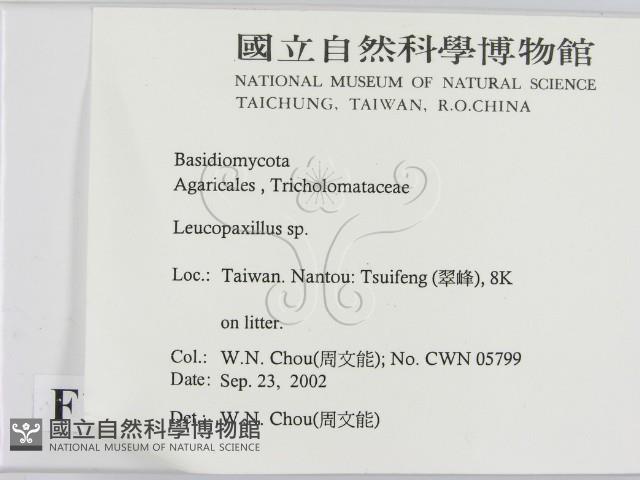 國立自然科學博物館
NATIONAL MUSEUM OF NATURAL SCIENCE
TAICHUNG, TAIWAN, R.O.CHINA
Basidiomycota
Agaricales , Tricholomataceae
Leucopaxillus sp.
Loc.: Taiwan. Nantou: Tsuifeng (翠峰), 8K
on litter.
Col.: W.N. Chou(周文能); No. CWN 05799
Date: Sep. 23, 2002
Det.: W.N. Chou(周文能)
F
國立自然科學博物館
NATIONAL MUSEUM OF NATURAL SCIENCE